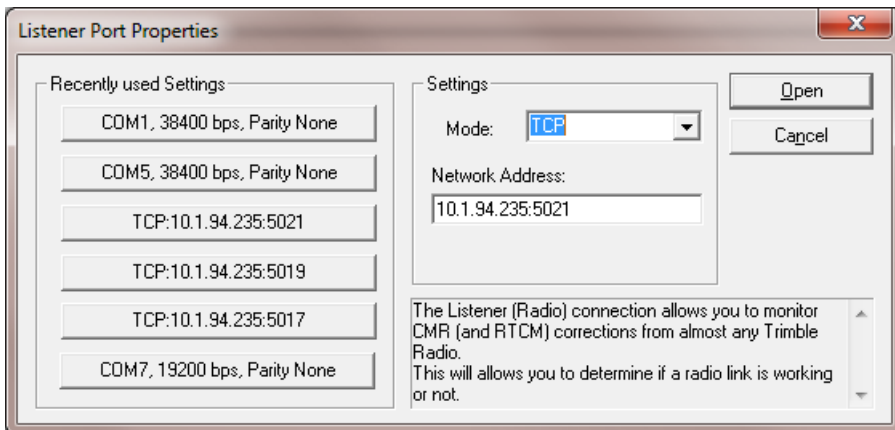 Listener Port Properties
Recently used Settings
COM1, 38400 bps, Parity None
COM5, 38400 bps, Parity None
TCP:10.1.94.235:5021
TCP:10.1.94.235:5019
TCP:10.1.94.235:5017
COM7, 19200 bps, Parity None
Settings
Mode: TCP
Network Address:
10.1.94.235:5021
Open
Cancel
The Listener (Radio) connection allows you to monitor
CMR (and RTCM) corrections from almost any Trimble
Radio.
This will allows you to determine if a radio link is working
or not.